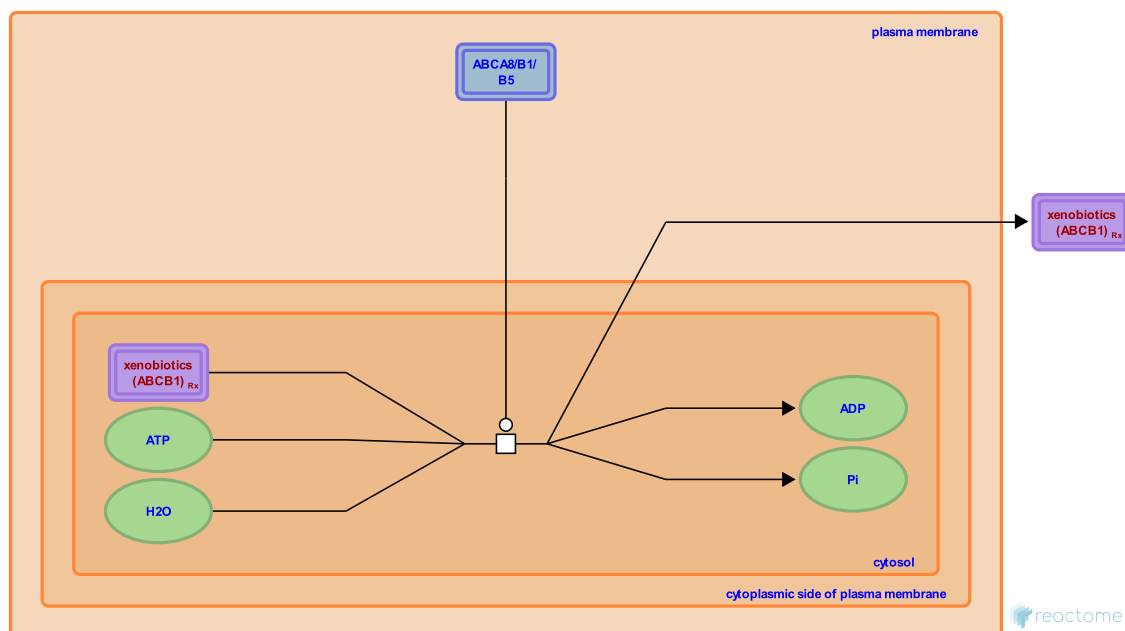 plasma membrane
ABCA8/B1/
B5
xenobiotics
(ABCB1) Rx
xenobiotics
(ABCB1) Rx
ATP
ADP
Pi
H2O
cytosol
cytoplasmic side of plasma membrane
reactome